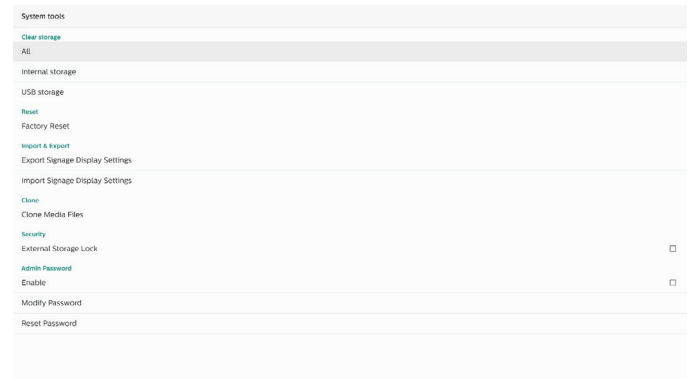 System tools
Clear storage
All
Internal storage
USB storage
Reset
Factory Reset
Import & Export
Export Signage Display Settings
Import Signage Display Settings
Clone
Clone Media Files
Security
External Storage Lock
Admin Password
Enable
Modify Password
Reset Password